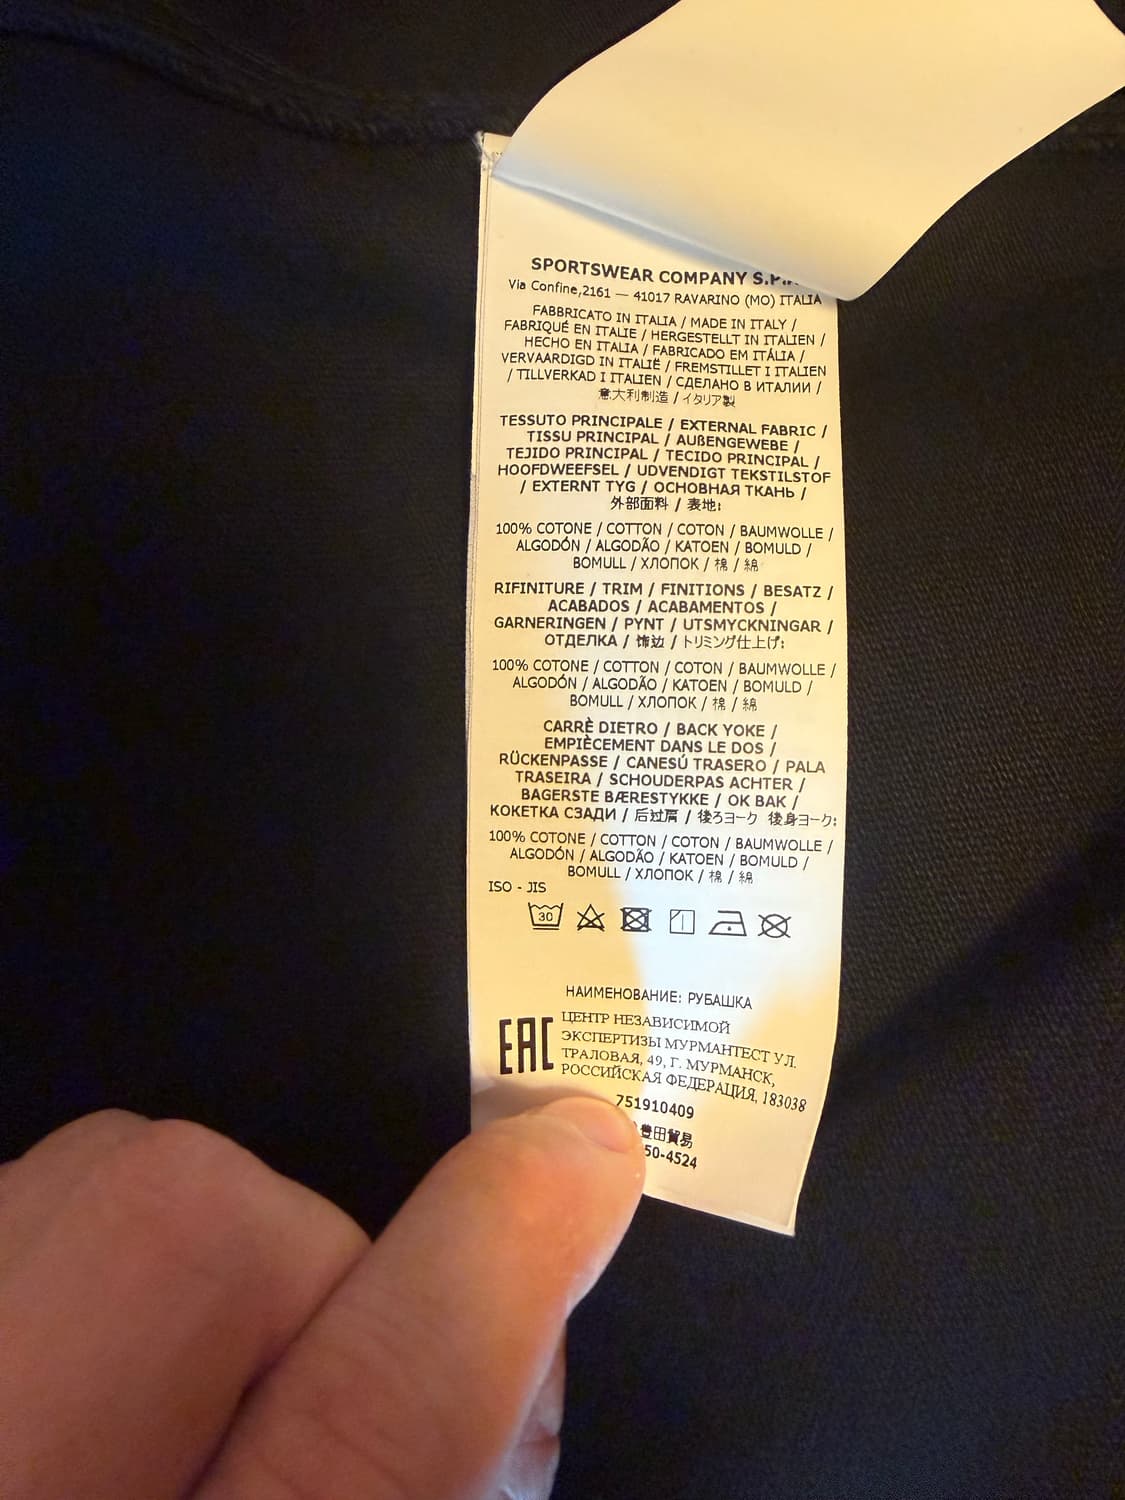 SPORTSWEAR COMPANY S.P.A.
Via Confine,2161 — 41017 RAVARINO (MO) ITALIA
FABBRICATO IN ITALIA / MADE IN ITALY /
FABRIQUÉ EN ITALIE / HERGESTELLT IN ITALIEN /
HECHO EN ITALIA / FABRICADO EM ITÁLIA /
VERVAARDIGD IN ITALIË / FREMSTILLET I ITALIEN
/ TILLVERKAD I ITALIEN / СДЕЛАНО В ИТАЛИИ /
意大利制造 / イタリア製
TESSUTO PRINCIPALE / EXTERNAL FABRIC /
TISSU PRINCIPAL / AUßENGEWEBE /
TEJIDO PRINCIPAL / TECIDO PRINCIPAL /
HOOFDWEEFSEL / UDVENDIGT TEKSTILSTOF
/ EXTERNT TYG / ОСНОВНАЯ ТКАНЬ /
外部面料 / 表地:
100% COTONE / COTTON / COTON / BAUMWOLLE /
ALGODÓN / ALGODÃO / KATOEN / BOMULD /
BOMULL / ХЛОПОК / 棉 / 綿
RIFINITURE / TRIM / FINITIONS / BESATZ /
ACABADOS / ACABAMENTOS /
GARNERINGEN / PYNT / UTSMYCKNINGAR /
ОТДЕЛКА / 饰边 / トリミング仕上げ:
100% COTONE / COTTON / COTON / BAUMWOLLE /
ALGODÓN / ALGODÃO / KATOEN / BOMULD /
BOMULL / ХЛОПОК / 棉 / 綿
CARRÈ DIETRO / BACK YOKE /
EMPIÈCEMENT DANS LE DOS /
RÜCKENPASSE / CANESÚ TRASERO / PALA
TRASEIRA / SCHOUDERPAS ACHTER /
BAGERSTE BÆRESTYKKE / OK BAK /
КОКЕТКА СЗАДИ / 后过肩 / 後ろヨーク 後身ヨーク:
100% COTONE / COTTON / COTON / BAUMWOLLE /
ALGODÓN / ALGODÃO / KATOEN / BOMULD /
BOMULL / ХЛОПОК / 棉 / 綿
ISO - JIS
30
НАИМЕНОВАНИЕ: РУБАШКА
EAC
ЦЕНТР НЕЗАВИСИМОЙ
ЭКСПЕРТИЗЫ МУРМАНТЕСТ УЛ.
ТРАЛОВАЯ, 49, Г. МУРМАНСК,
РОССИЙСКАЯ ФЕДЕРАЦИЯ, 183038
751910409
豊田貿易
50-4524